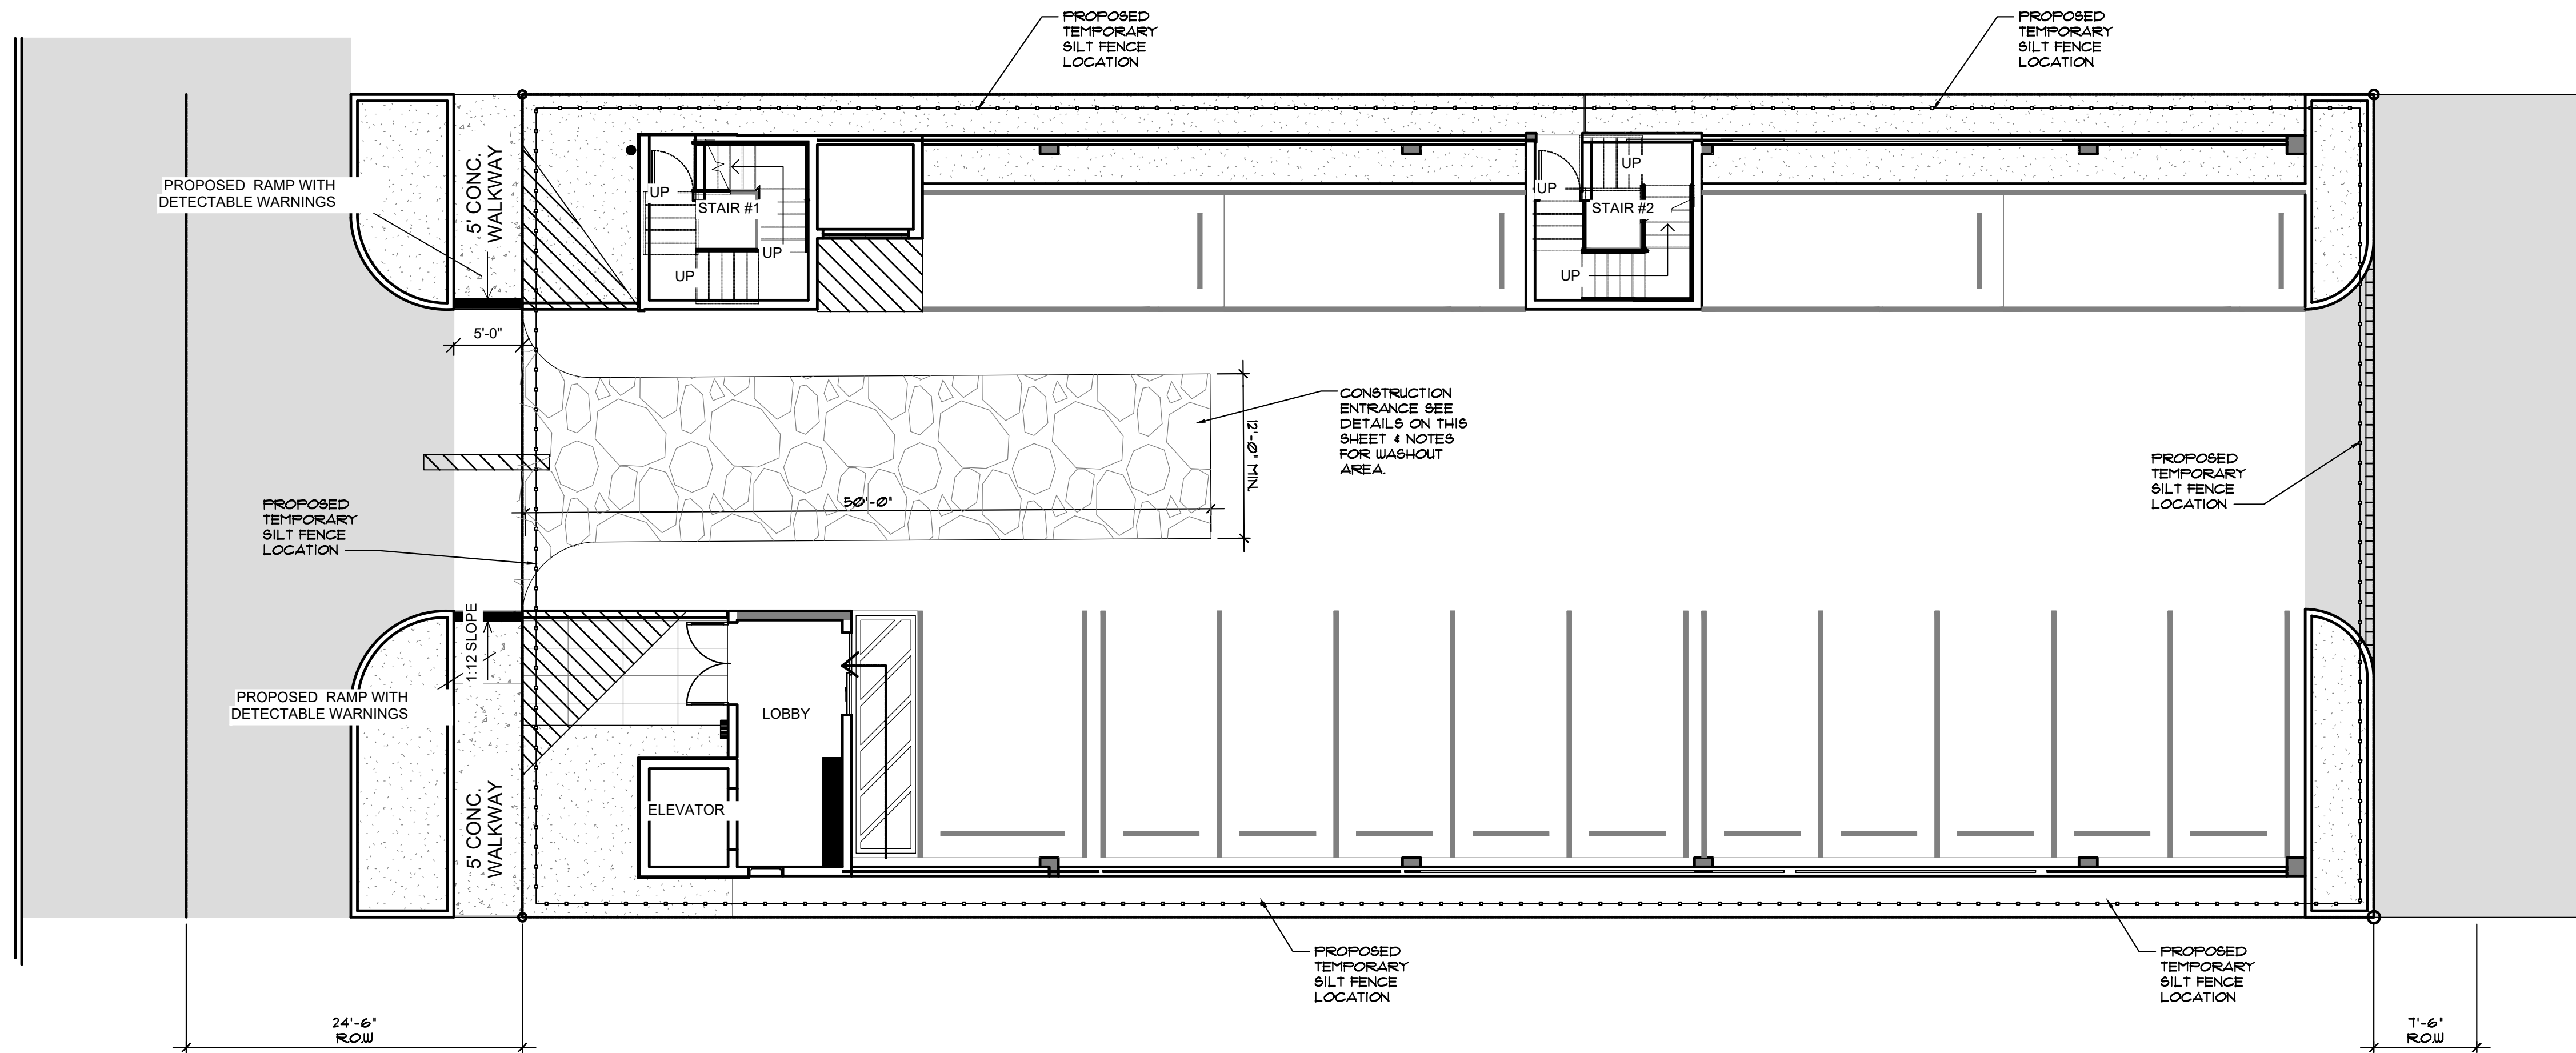 PROPOSED
TEMPORARY
SILT FENCE
LOCATION
PROPOSED
TEMPORARY
SILT FENCE
LOCATION
PROPOSED RAMP WITH
DETECTABLE WARNINGS
5' CONC.
WALKWAY
UP
STAIR #1
UP
UP
UP
UP
STAIR #2
UP
5'-0"
CONSTRUCTION
ENTRANCE SEE
DETAILS ON THIS
SHEET & NOTES
FOR WASHOUT
AREA.
12'-0" MIN.
50'-0"
PROPOSED
TEMPORARY
SILT FENCE
LOCATION
PROPOSED
TEMPORARY
SILT FENCE
LOCATION
1:12 SLOPE
PROPOSED RAMP WITH
DETECTABLE WARNINGS
LOBBY
5' CONC.
WALKWAY
ELEVATOR
PROPOSED
TEMPORARY
SILT FENCE
LOCATION
PROPOSED
TEMPORARY
SILT FENCE
LOCATION
24'-6"
R.O.W
7'-6"
R.O.W